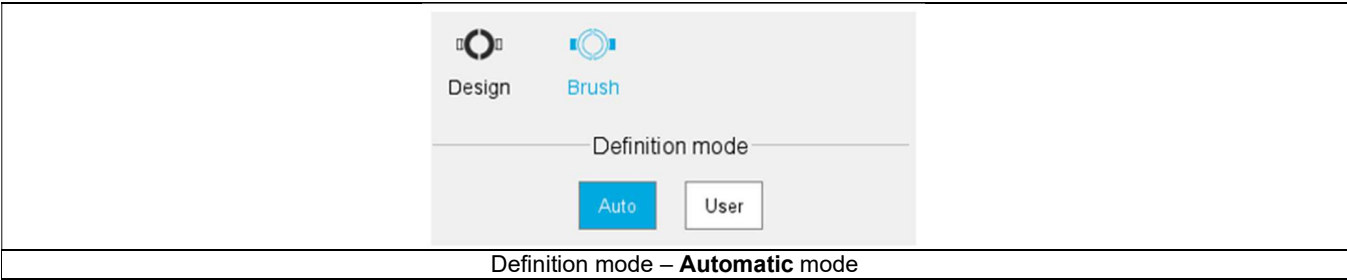 Design Brush
Definition mode
Auto User
Definition mode – Automatic mode